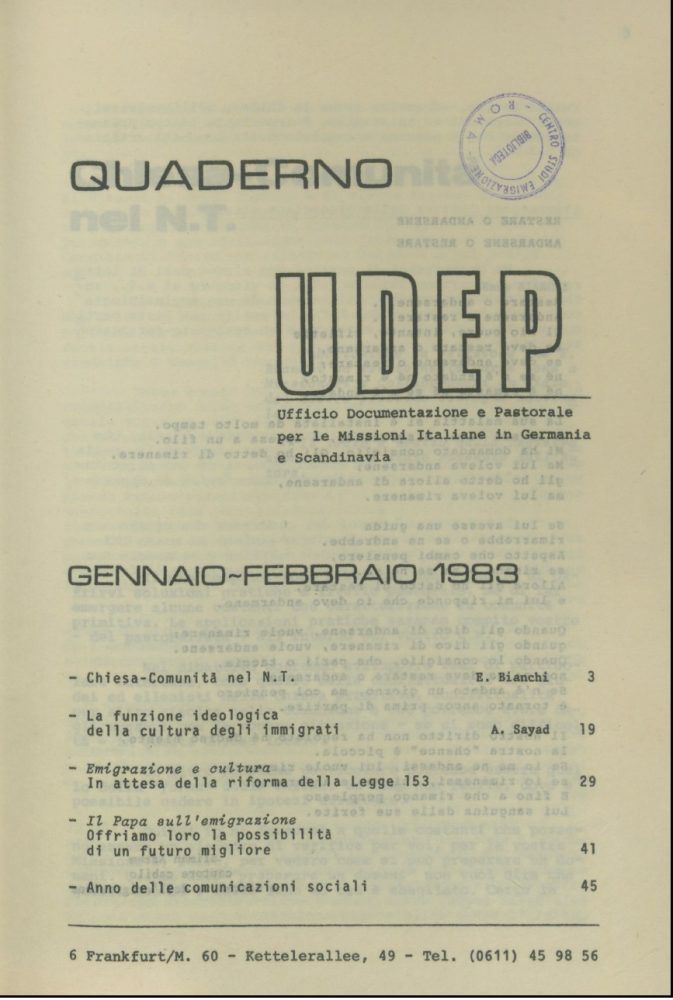 ROMA - CENTRO STUDI EMIGRAZIONE
BIBLIOTECA
QUADERNO
UDEP
Ufficio Documentazione e Pastorale
per le Missioni Italiane in Germania
e Scandinavia
GENNAIO~FEBBRAIO 1983
- Chiesa-Comunità nel N.T. E. Bianchi 3
- La funzione ideologica
della cultura degli immigrati A. Sayad 19
- Emigrazione e cultura
In attesa della riforma della Legge 153 29
- Il Papa sull'emigrazione
Offriamo loro la possibilità
di un futuro migliore 41
- Anno delle comunicazioni sociali 45
6 Frankfurt/M. 60 - Kettelerallee, 49 - Tel. (0611) 45 98 56